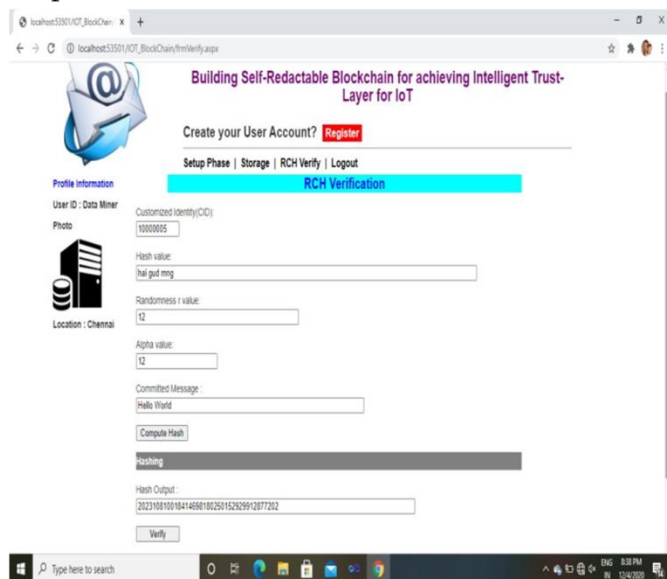 localhost:53501/IOT_BlockChain/
localhost:53501/IOT_BlockChain/frmVerify.aspx
Building Self-Redactable Blockchain for achieving Intelligent Trust-
Layer for IoT
Create your User Account? Register
Setup Phase | Storage | RCH Verify | Logout
Profile Information
RCH Verification
User ID : Data Miner
Photo
Location : Chennai
Customized Identity(CID):
10000005
Hash value:
hai gud mng
Randomness r value:
12
Alpha value:
12
Committed Message :
Hello World
Compute Hash
Hashing
Hash Output :
Verify
Type here to search
ENG 8:38 PM
IN 12/4/2020